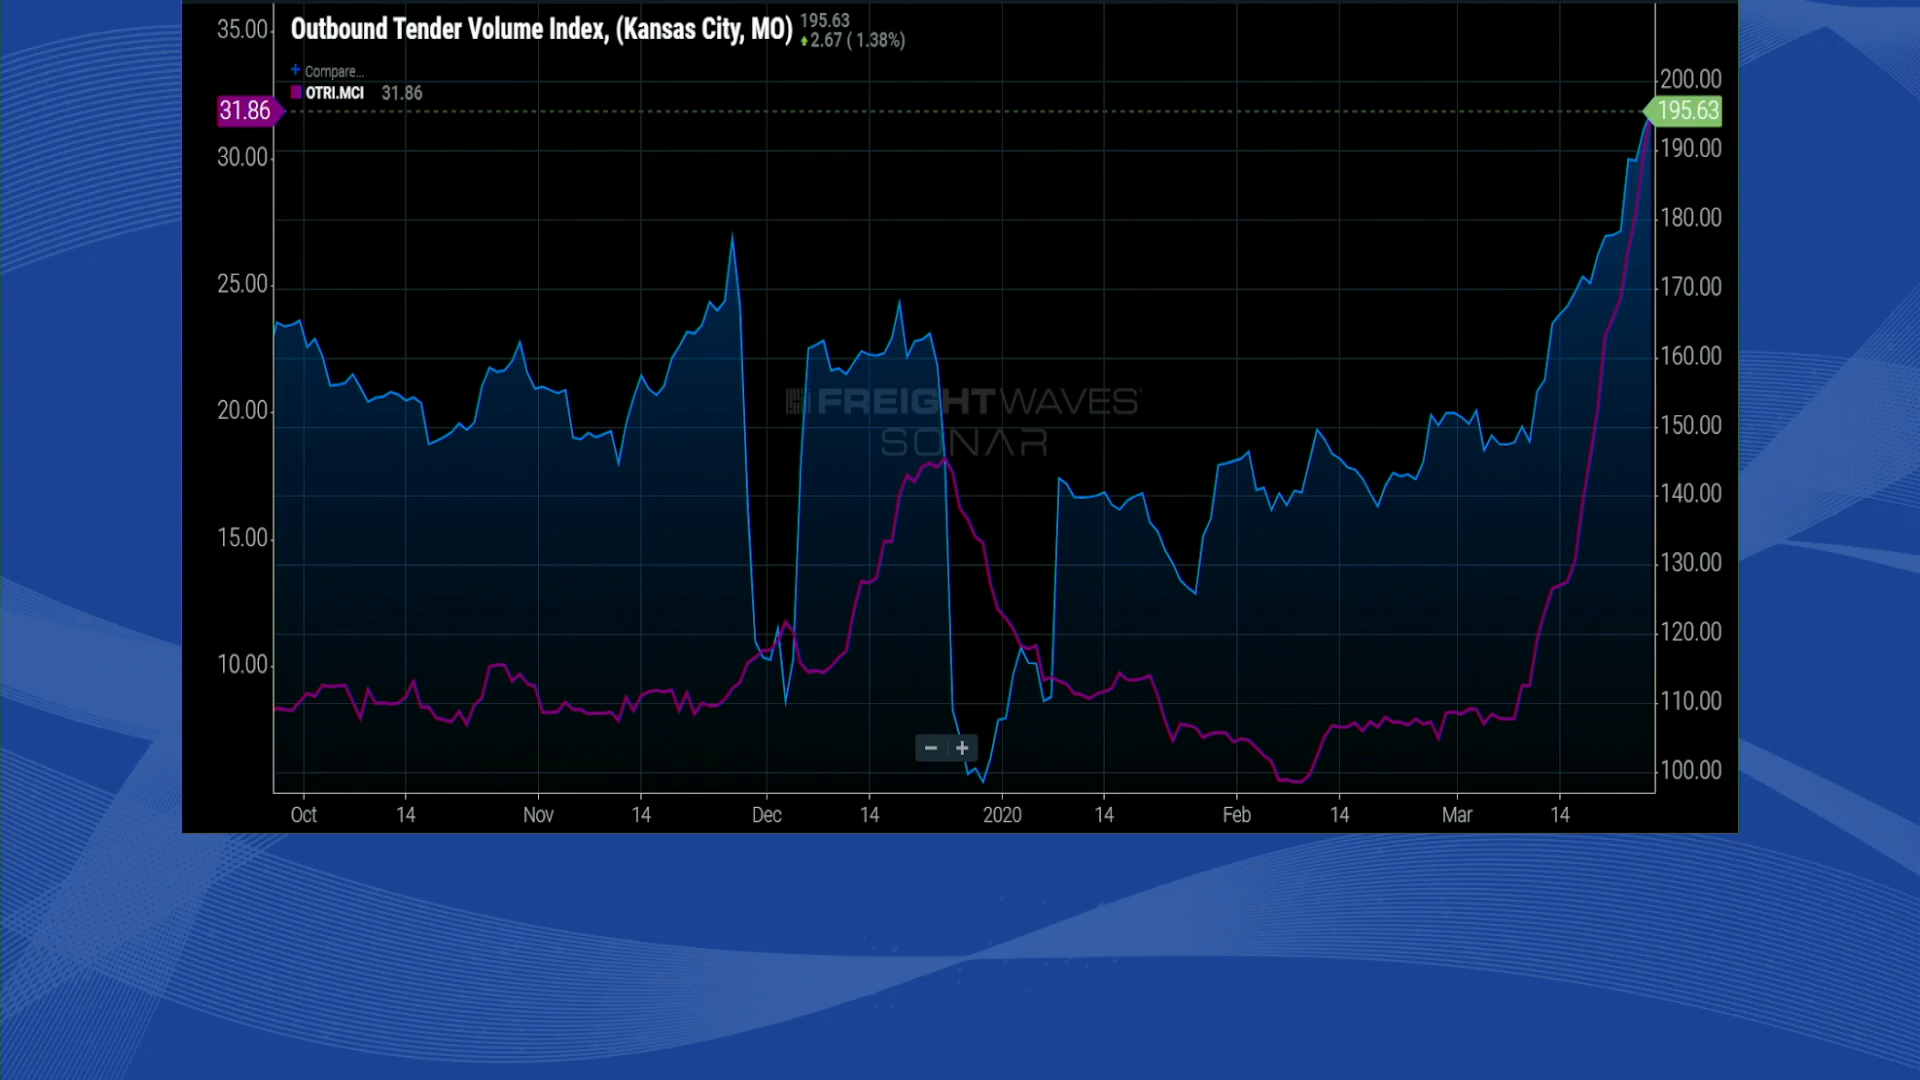 Outbound Tender Volume Index, (Kansas City, MO) 195.63
2.67 ( 1.38%)
+ Compare...
OTRI.MCI 31.86
35.00
31.86
30.00
25.00
20.00
15.00
10.00
200.00
195.63
190.00
180.00
170.00
160.00
150.00
140.00
130.00
120.00
110.00
100.00
FREIGHTWAVES
SONAR
− +
Oct 14 Nov 14 Dec 14 2020 14 Feb 14 Mar 14